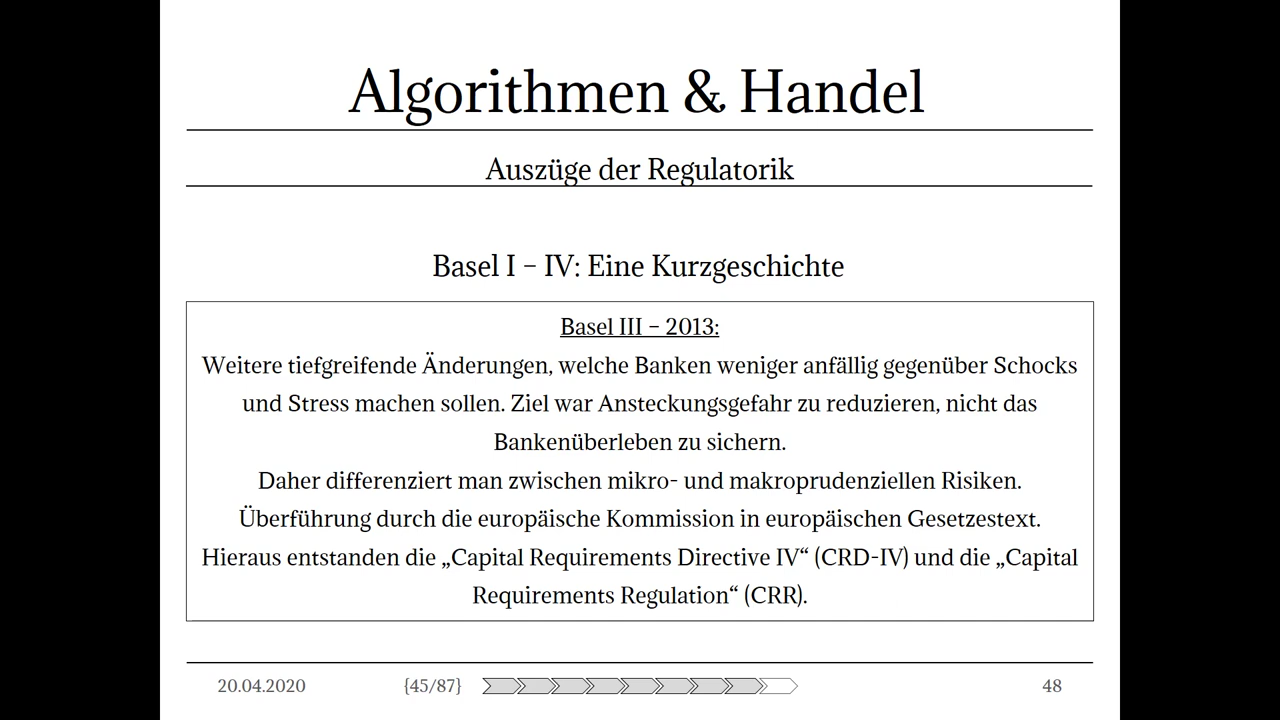 Algorithmen & Handel
Auszüge der Regulatorik
Basel I – IV: Eine Kurzgeschichte
Basel III – 2013:
Weitere tiefgreifende Änderungen, welche Banken weniger anfällig gegenüber Schocks
und Stress machen sollen. Ziel war Ansteckungsgefahr zu reduzieren, nicht das
Bankenüberleben zu sichern.
Daher differenziert man zwischen mikro- und makroprudenziellen Risiken.
Überführung durch die europäische Kommission in europäischen Gesetzestext.
Hieraus entstanden die „Capital Requirements Directive IV“ (CRD-IV) und die „Capital
Requirements Regulation“ (CRR).
20.04.2020 {45/87} 48